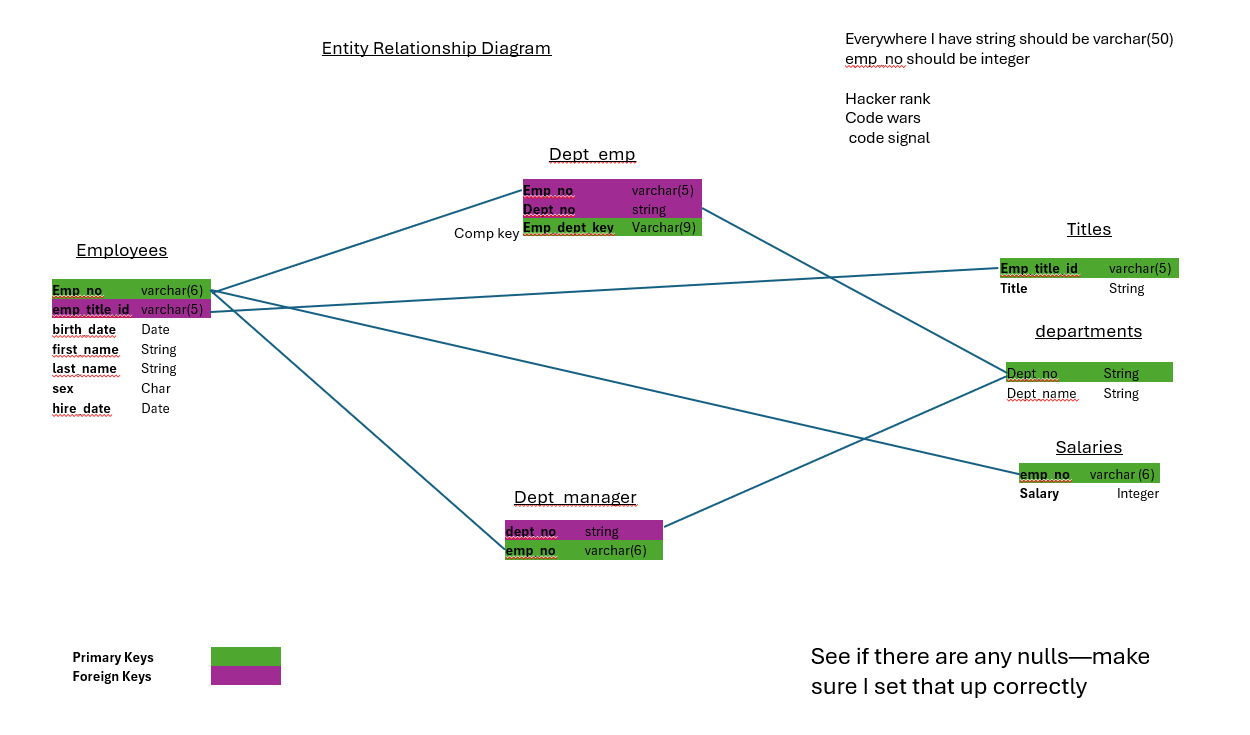 Entity Relationship Diagram
Everywhere I have string should be varchar(50)
emp_no should be integer
Hacker rank
Code wars
code signal
Dept_emp
Emp_no varchar(5)
Dept_no string
Comp key Emp_dept_key Varchar(9)
Employees
Emp_no varchar(6)
emp_title_id varchar(5)
birth_date Date
first_name String
last_name String
sex Char
hire_date Date
Titles
Emp_title_id varchar(5)
Title String
departments
Dept_no String
Dept_name String
Salaries
emp_no varchar (6)
Salary Integer
Dept_manager
dept_no string
emp_no varchar(6)
Primary Keys
Foreign Keys
See if there are any nulls—make
sure I set that up correctly